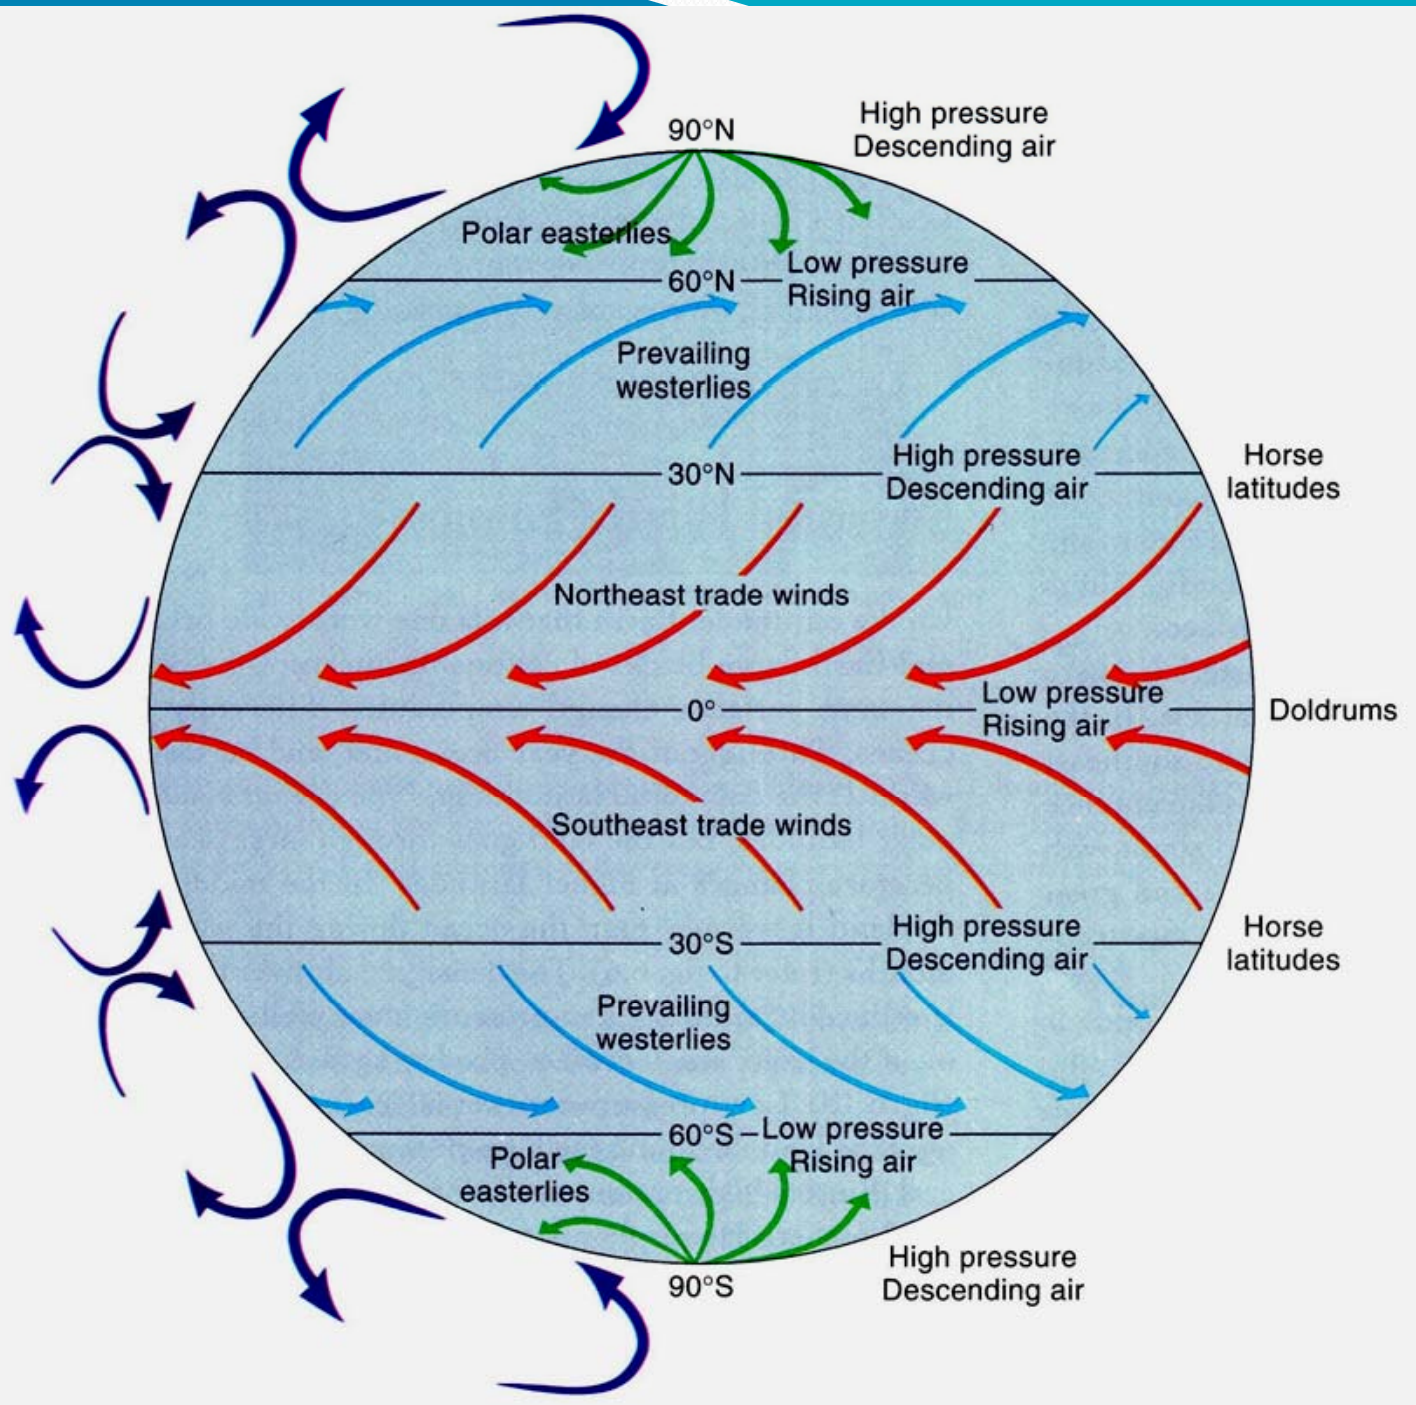 90°N
High pressure
Descending air
Polar easterlies
60°N
Low pressure
Rising air
Prevailing
westerlies
30°N
High pressure
Descending air
Horse
latitudes
Northeast trade winds
0°
Low pressure
Rising air
Doldrums
Southeast trade winds
30°S
High pressure
Descending air
Horse
latitudes
Prevailing
westerlies
60°S
Low pressure
Rising air
Polar
easterlies
90°S
High pressure
Descending air